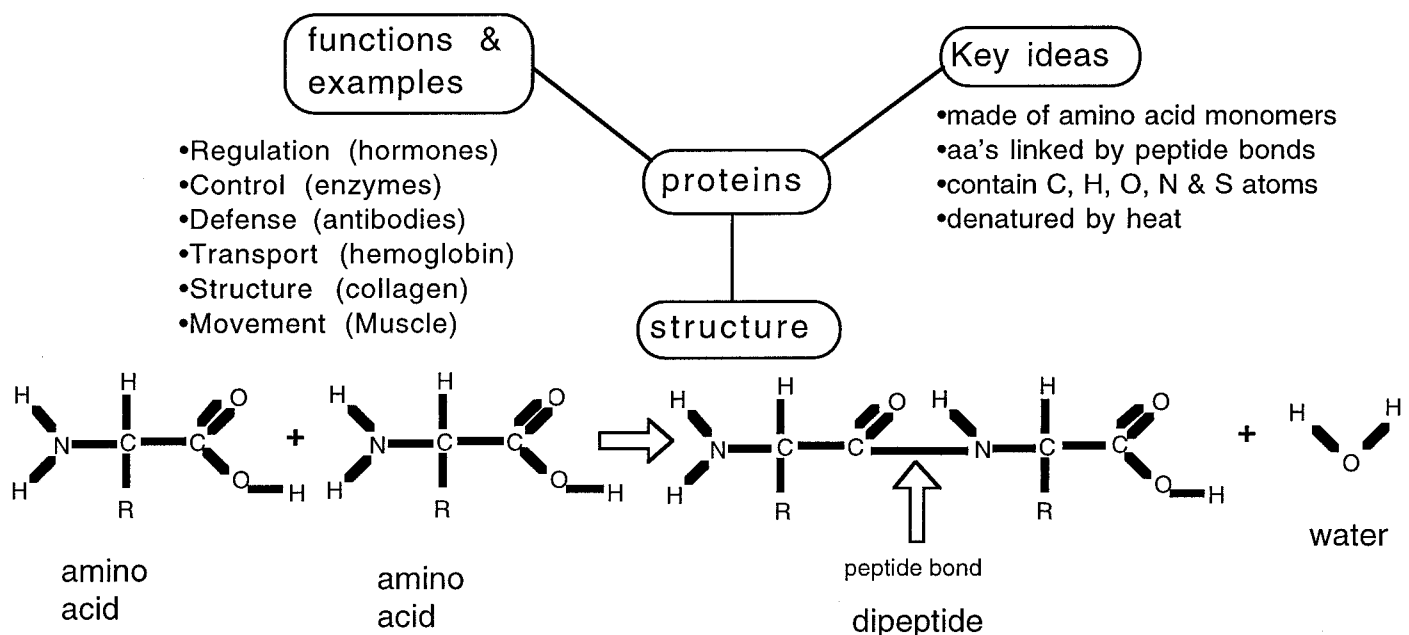 functions &
examples
•Regulation (hormones)
•Control (enzymes)
•Defense (antibodies)
•Transport (hemoglobin)
•Structure (collagen)
•Movement (Muscle)
proteins
Key ideas
•made of amino acid monomers
•aa's linked by peptide bonds
•contain C, H, O, N & S atoms
•denatured by heat
structure
H H O
N C C
H R O H
+
H H O
N C C
H R O H
H H O H H O
N C C N C C
H R R O H
+
H H
O
amino
acid
amino
acid
peptide bond
dipeptide
water